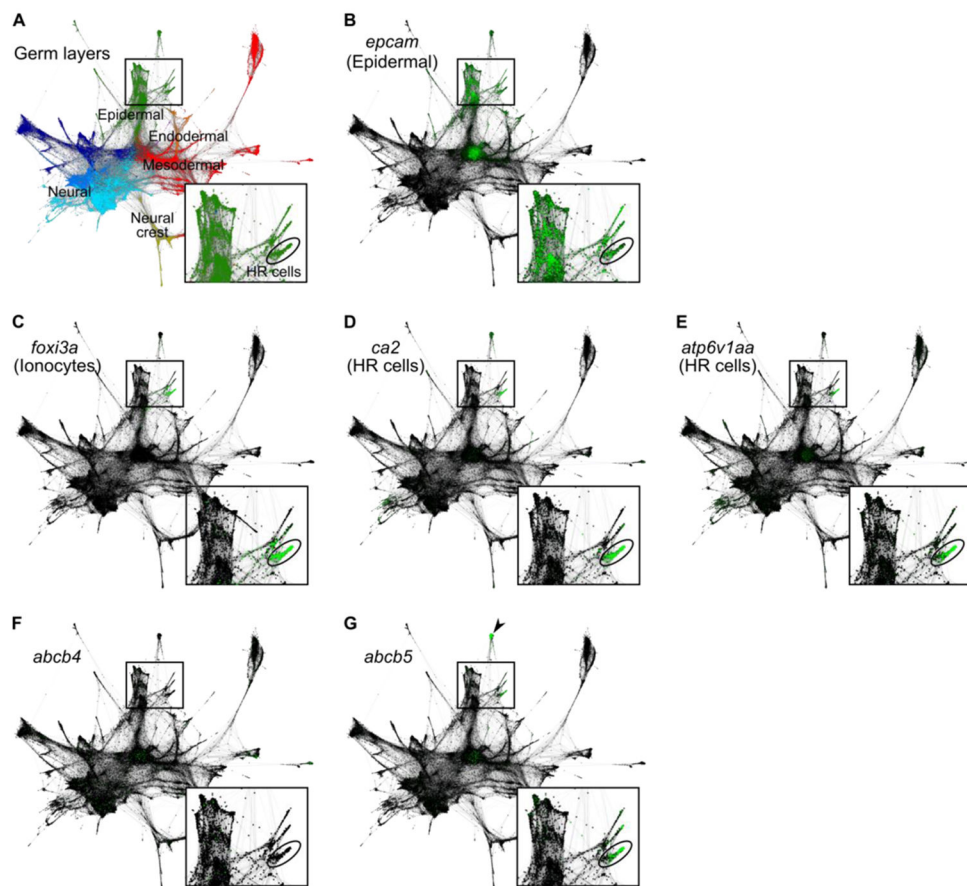 A
Germ layers
Epidermal
Endodermal
Mesodermal
Neural
Neural
crest
HR cells
B
epcam
(Epidermal)
C
foxi3a
(Ionocytes)
D
ca2
(HR cells)
E
atp6v1aa
(HR cells)
F
abcb4
G
abcb5